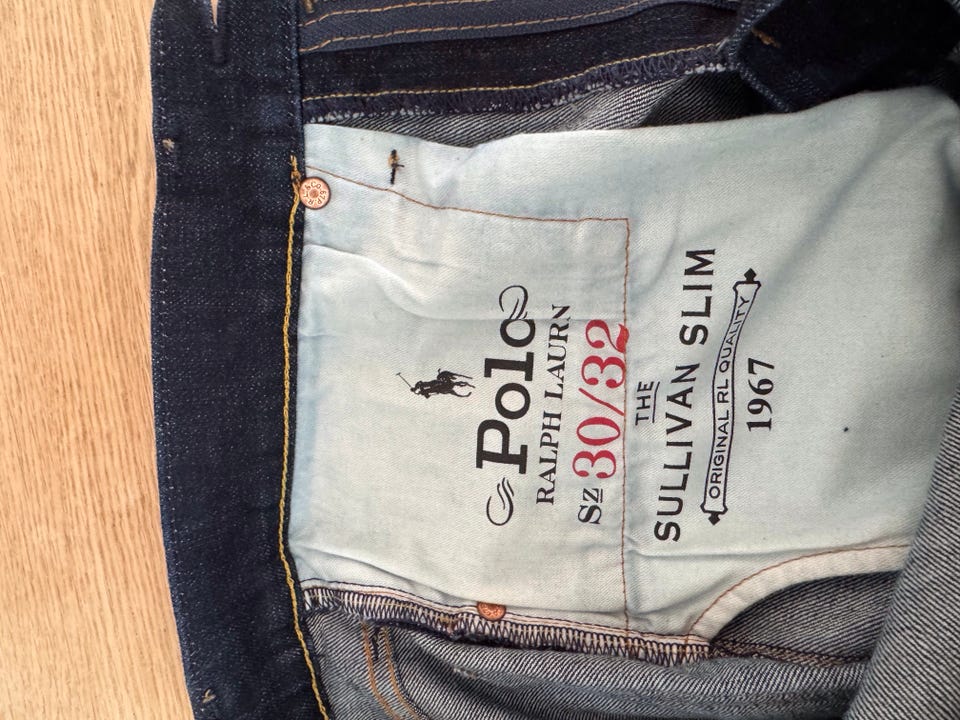 Polo
RALPH LAURN
SZ 30/32
THE
SULLIVAN SLIM
ORIGINAL RL QUALITY
1967